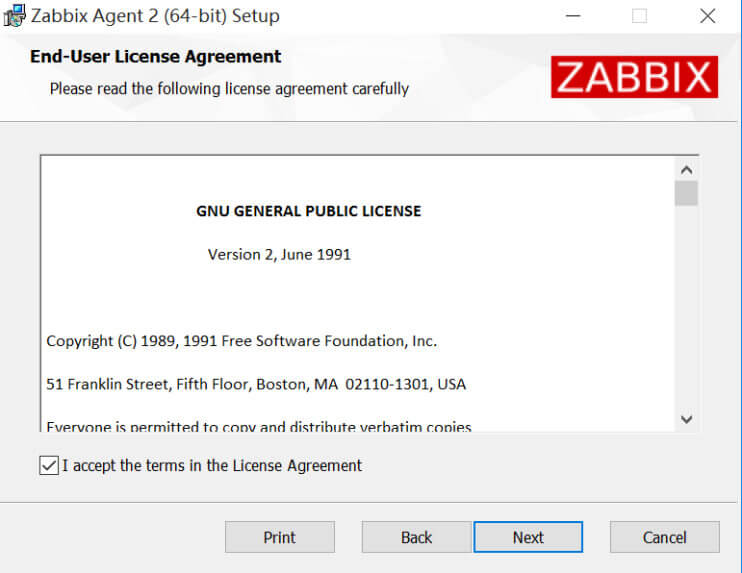 Zabbix Agent 2 (64-bit) Setup
End-User License Agreement
Please read the following license agreement carefully
ZABBIX
GNU GENERAL PUBLIC LICENSE
Version 2, June 1991
Copyright (C) 1989, 1991 Free Software Foundation, Inc.
51 Franklin Street, Fifth Floor, Boston, MA  02110-1301, USA
Everyone is permitted to copy and distribute verbatim copies
I accept the terms in the License Agreement
Print Back Next Cancel